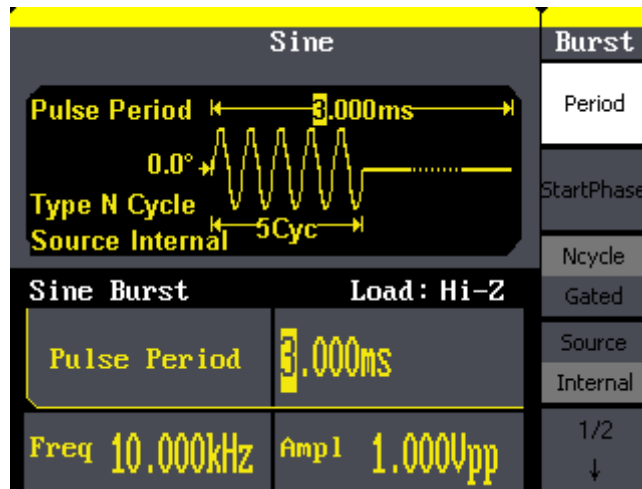 Sine
Burst
Pulse Period 3.000ms
0.0°
Type N Cycle
Source Internal
5Cyc
Period
StartPhase
Ncycle
Gated
Source
Internal
1/2
Sine Burst Load: Hi-Z
Pulse Period 3.000ms
Freq 10.000kHz Ampl 1.000Vpp